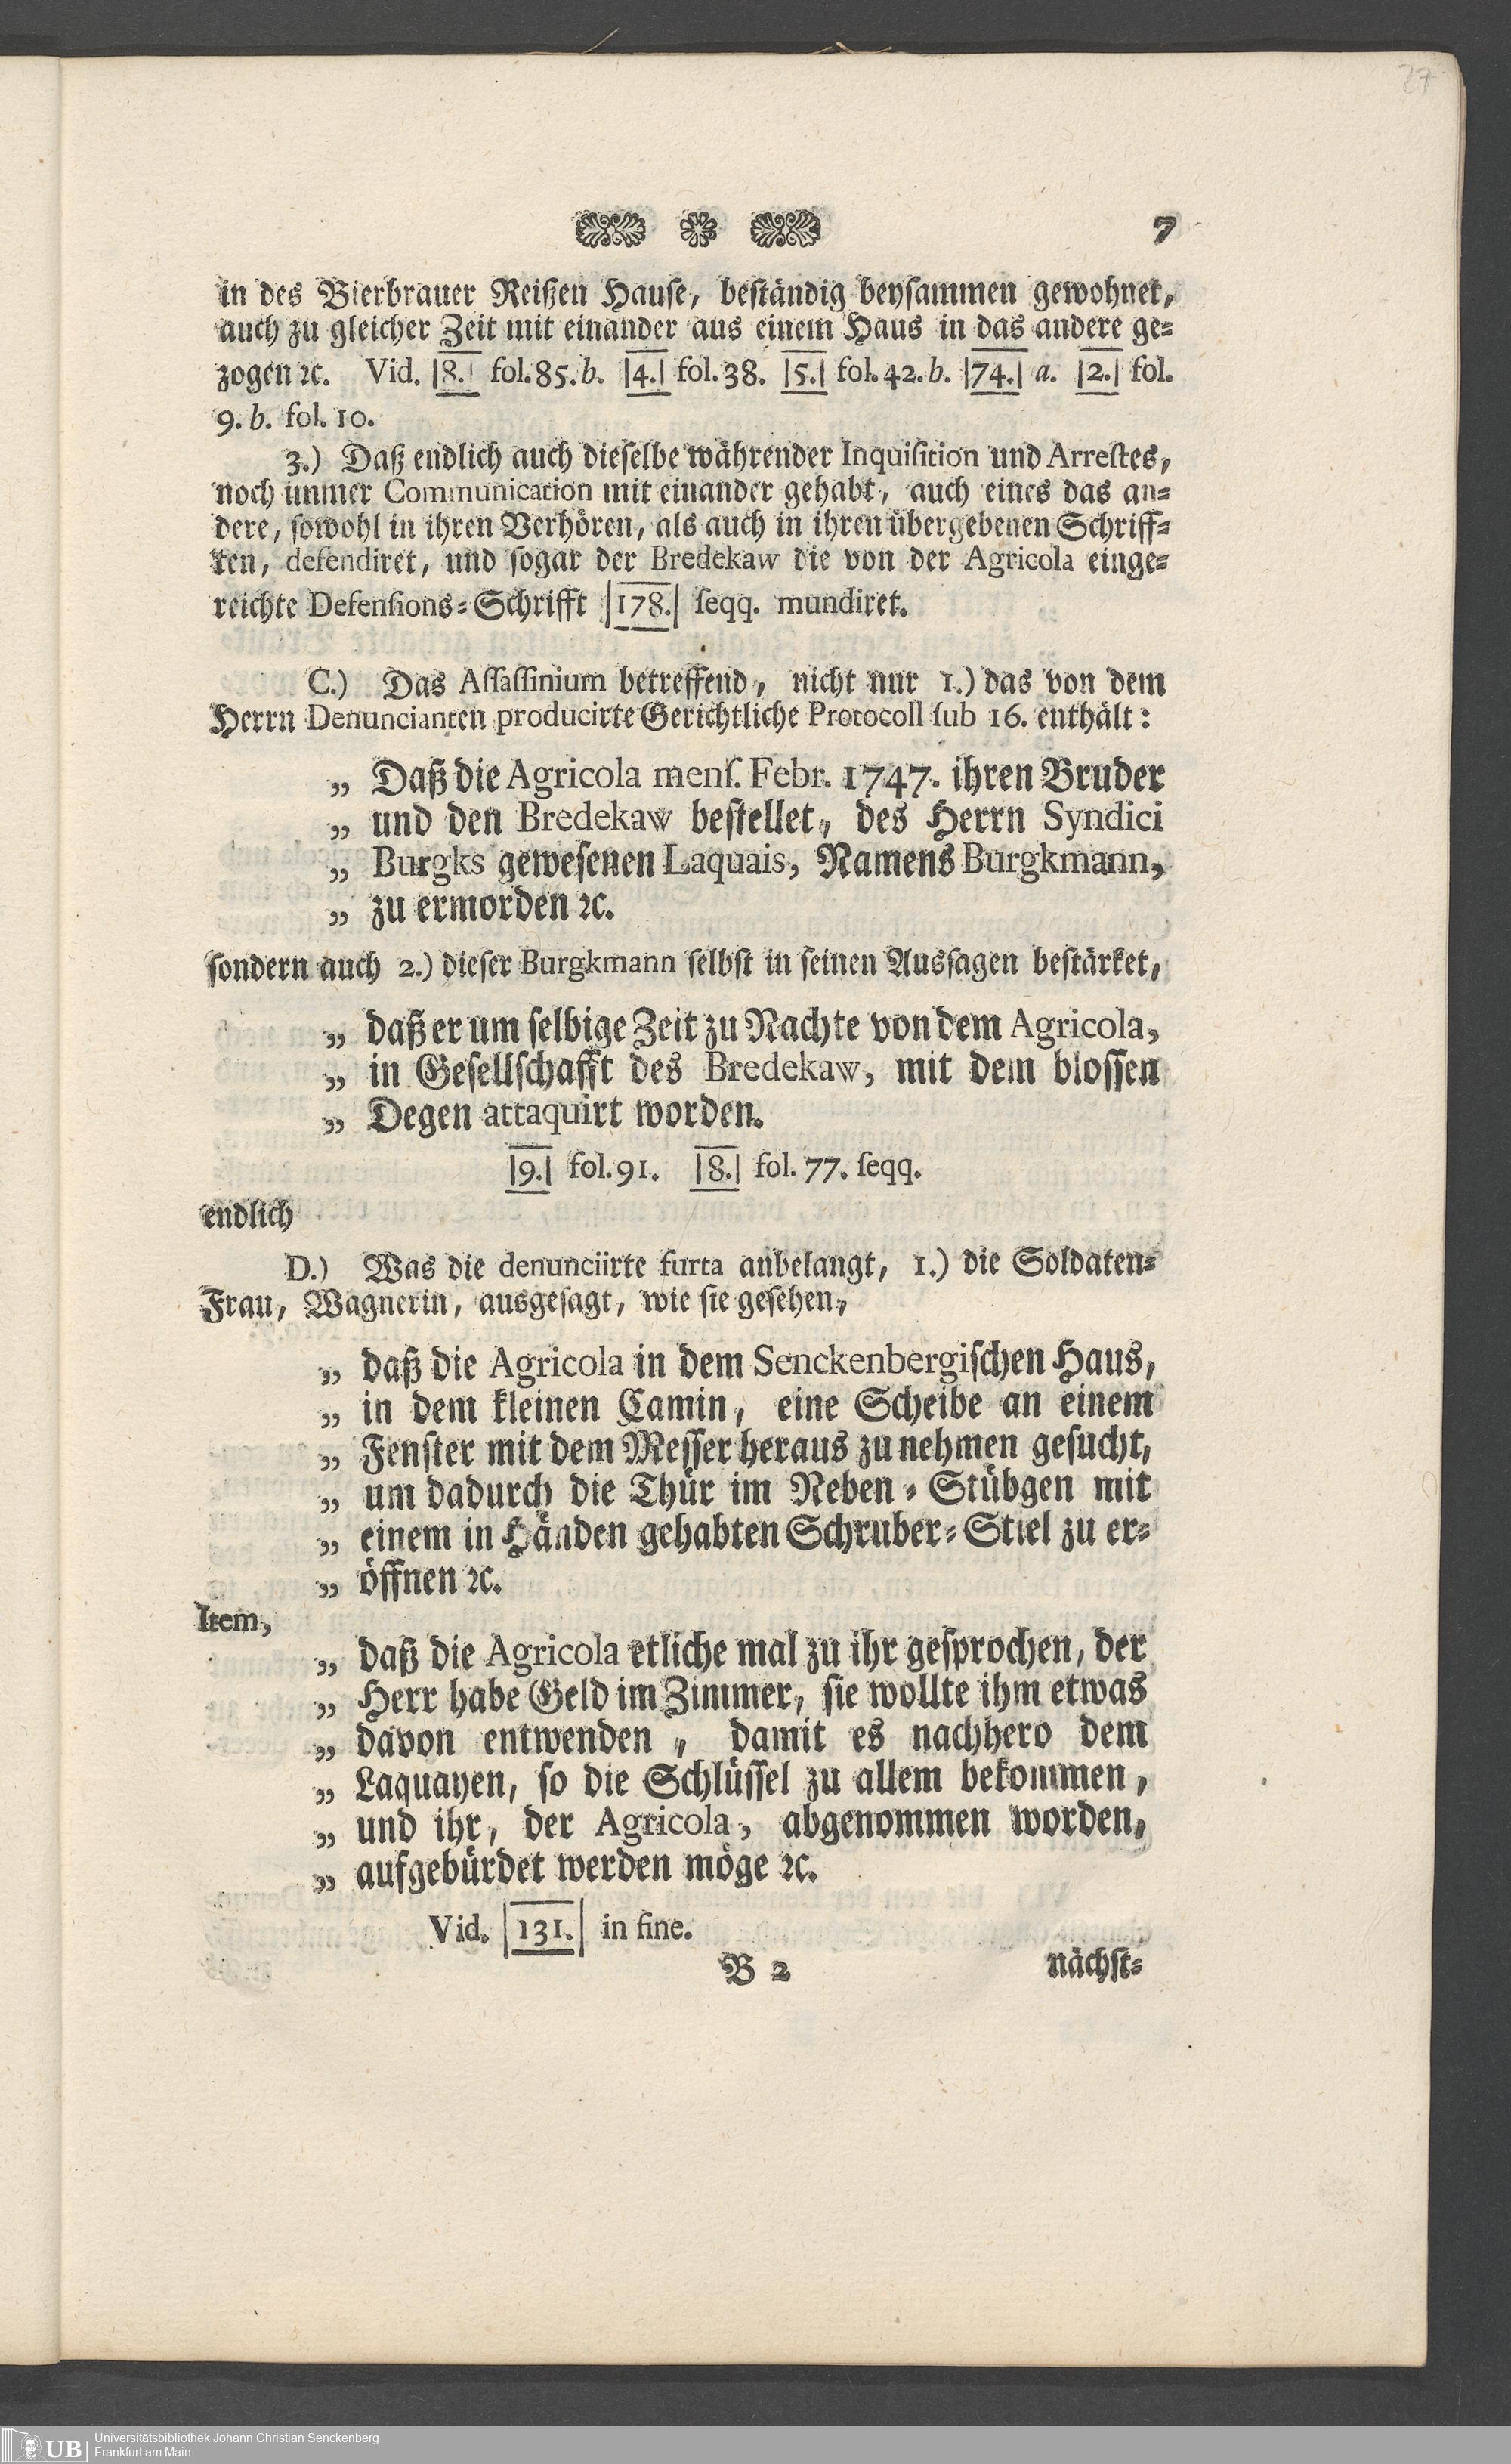 27
7
in des Bierbrauer Reißen Hause, beständig beysammen gewohnet,
auch zu gleicher Zeit mit einander aus einem Haus in das andere ge-
zogen ꝛc. Vid. |8.| fol. 85. b. |4.| fol. 38. |5.| fol. 42. b. |74.| a. |2.| fol.
9. b. fol. 10.
3.) Daß endlich auch dieselbe währender Inquisition und Arrestes,
noch immer Communication mit einander gehabt, auch eines das an-
dere, sowohl in ihren Verhören, als auch in ihren übergebenen Schriff-
ten, defendiret, und sogar der Bredekaw die von der Agricola einge-
reichte Defensions-Schrifft |178.| seqq. mundiret.
C.) Das Assassinium betreffend, nicht nur 1.) das von dem
Herrn Denuncianten producirte Gerichtliche Protocoll sub 16. enthält:
„ Daß die Agricola mens. Febr. 1747. ihren Bruder
„ und den Bredekaw bestellet, des Herrn Syndici
„ Burgks gewesenen Laquais, Namens Burgkmann,
„ zu ermorden ꝛc.
sondern auch 2.) dieser Burgkmann selbst in seinen Aussagen bestärket,
„ daß er um selbige Zeit zu Nachte von dem Agricola,
„ in Gesellschafft des Bredekaw, mit dem blossen
„ Degen attaquirt worden.
|9.| fol. 91. |8.| fol. 77. seqq.
endlich
D.) Was die denunciirte furta anbelangt, 1.) die Soldaten-
Frau, Wagnerin, ausgesagt, wie sie gesehen,
„ daß die Agricola in dem Senckenbergischen Haus,
„ in dem kleinen Camin, eine Scheibe an einem
„ Fenster mit dem Messer heraus zu nehmen gesucht,
„ um dadurch die Thür im Neben-Stübgen mit
„ einem in Händen gehabten Schruber-Stiel zu er-
„ öffnen ꝛc.
Item,
„ daß die Agricola etliche mal zu ihr gesprochen, der
„ Herr habe Geld im Zimmer, sie wollte ihm etwas
„ davon entwenden, damit es nachhero dem
„ Laquayen, so die Schlüssel zu allem bekommen,
„ und ihr, der Agricola, abgenommen worden,
„ aufgebürdet werden möge ꝛc.
Vid. |131.| in fine.
B 2 nächst-
UB Universitätsbibliothek Johann Christian Senckenberg
Frankfurt am Main